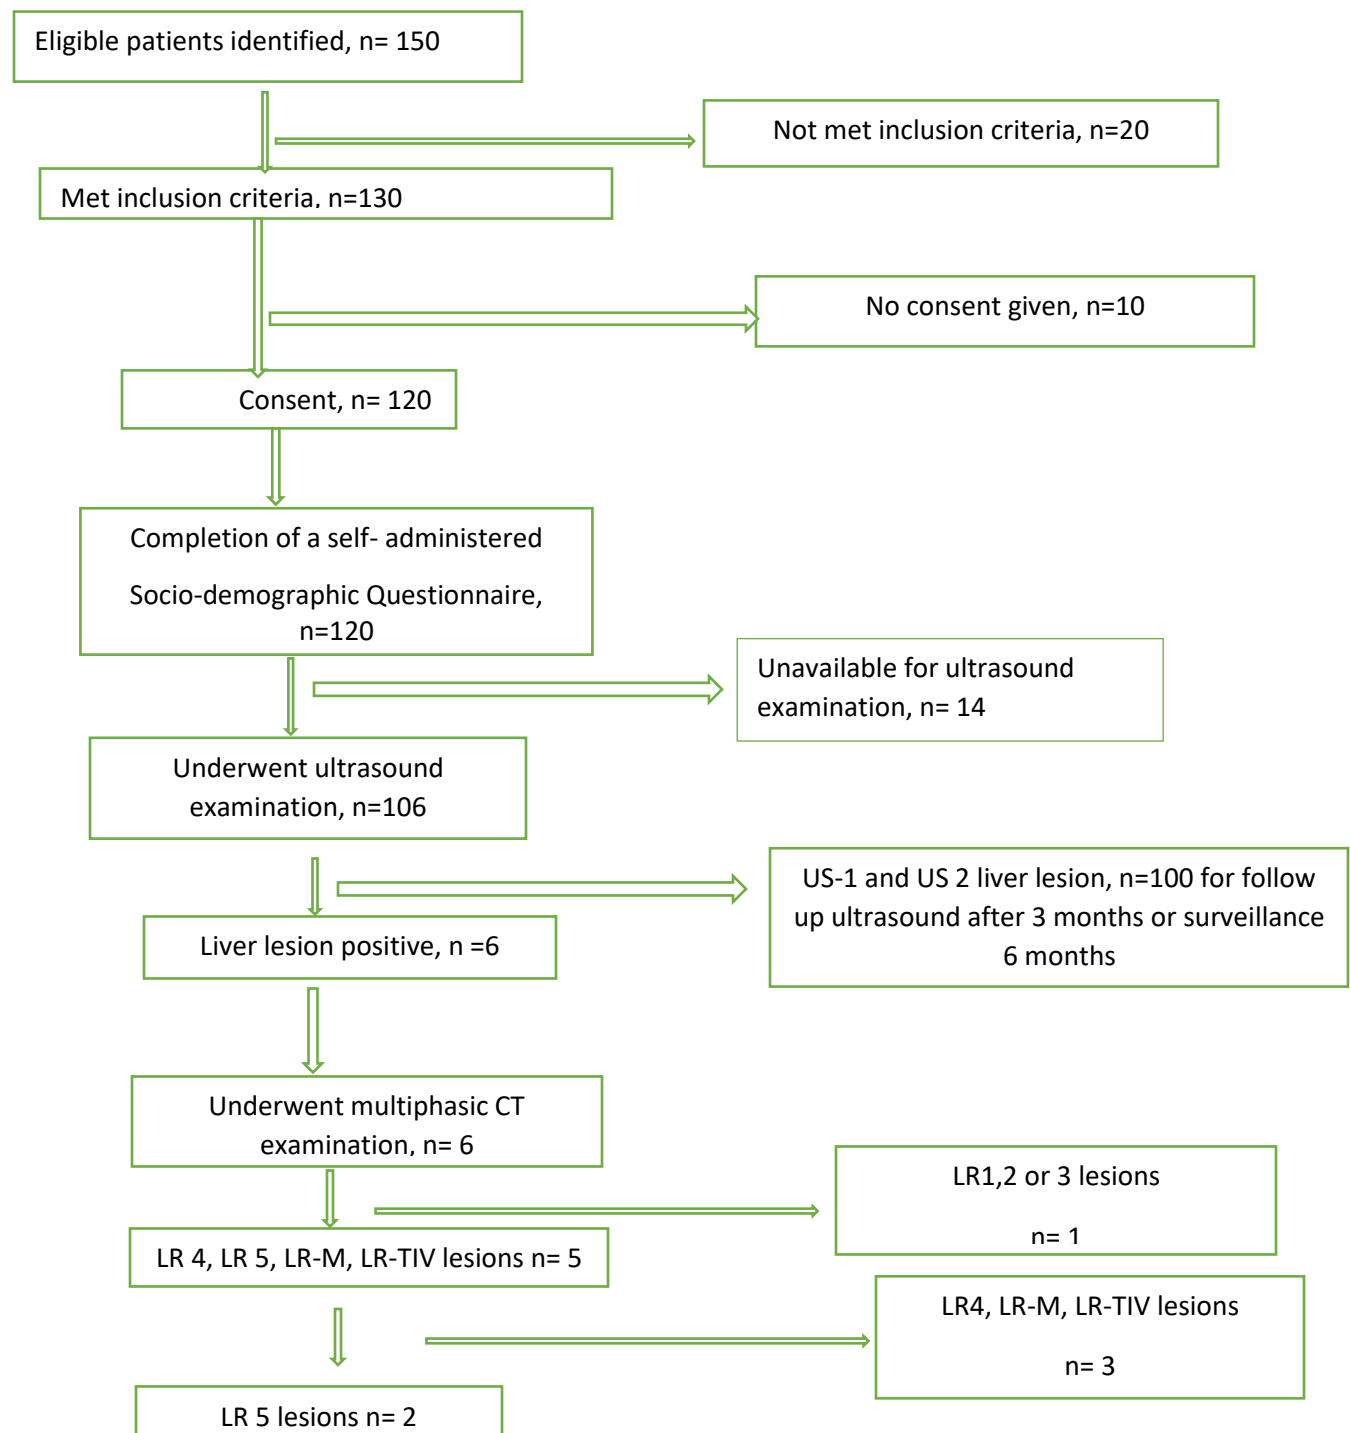 Eligible patients identified, n= 150
Not met inclusion criteria, n=20
Met inclusion criteria, n=130
No consent given, n=10
Consent, n= 120
Completion of a self- administered
Socio-demographic Questionnaire,
n=120
Unavailable for ultrasound
examination, n= 14
Underwent ultrasound
examination, n=106
US-1 and US 2 liver lesion, n=100 for follow
up ultrasound after 3 months or surveillance
6 months
Liver lesion positive, n =6
Underwent multiphasic CT
examination, n= 6
LR1,2 or 3 lesions
n= 1
LR 4, LR 5, LR-M, LR-TIV lesions n= 5
LR4, LR-M, LR-TIV lesions
n= 3
LR 5 lesions n= 2